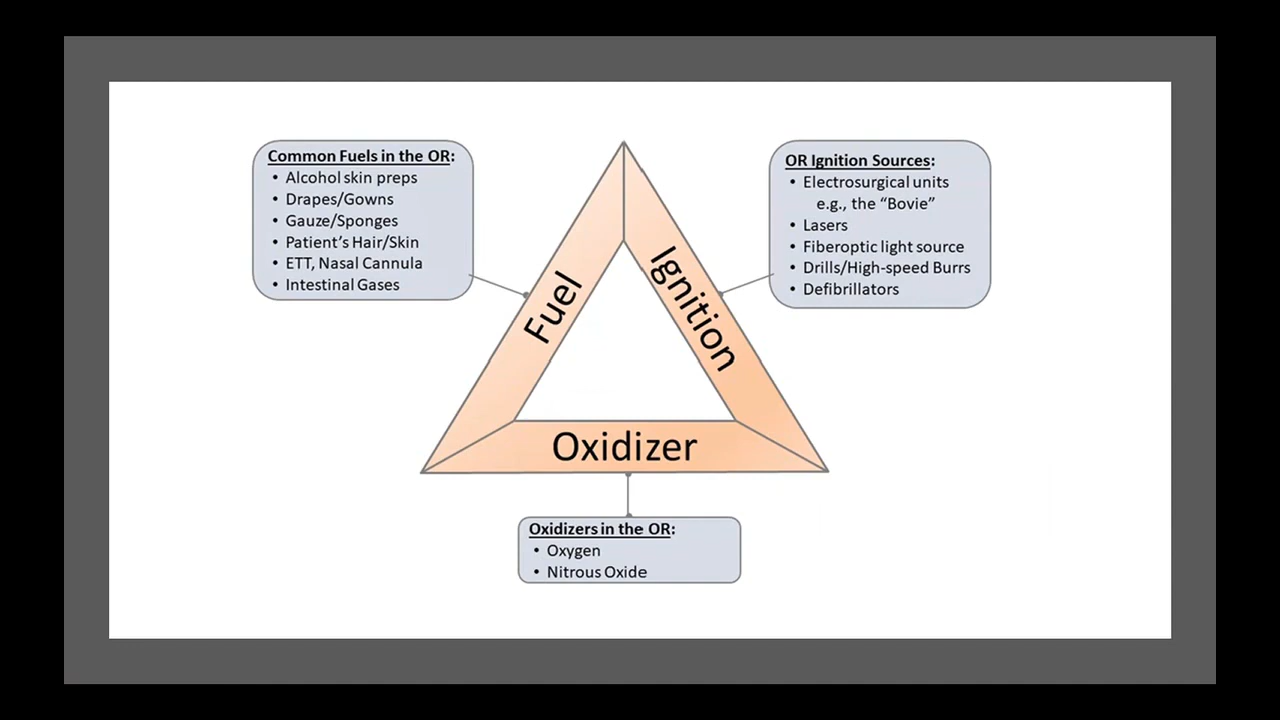 Common Fuels in the OR:
• Alcohol skin preps
• Drapes/Gowns
• Gauze/Sponges
• Patient’s Hair/Skin
• ETT, Nasal Cannula
• Intestinal Gases
OR Ignition Sources:
• Electrosurgical units
e.g., the “Bovie”
• Lasers
• Fiberoptic light source
• Drills/High-speed Burrs
• Defibrillators
Fuel
Ignition
Oxidizer
Oxidizers in the OR:
• Oxygen
• Nitrous Oxide